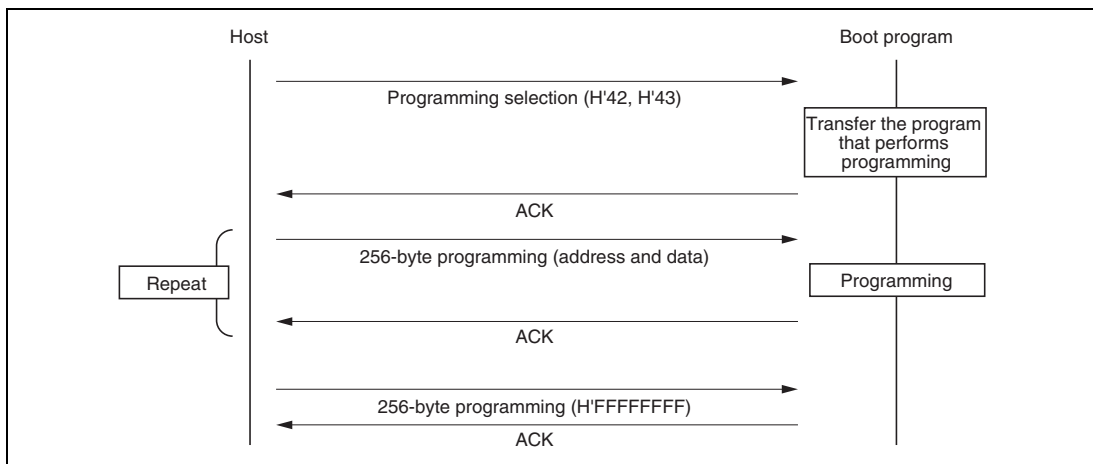 Host
Boot program
Programming selection (H'42, H'43)
Transfer the program
that performs
programming
ACK
256-byte programming (address and data)
Repeat
Programming
ACK
256-byte programming (H'FFFFFFFF)
ACK